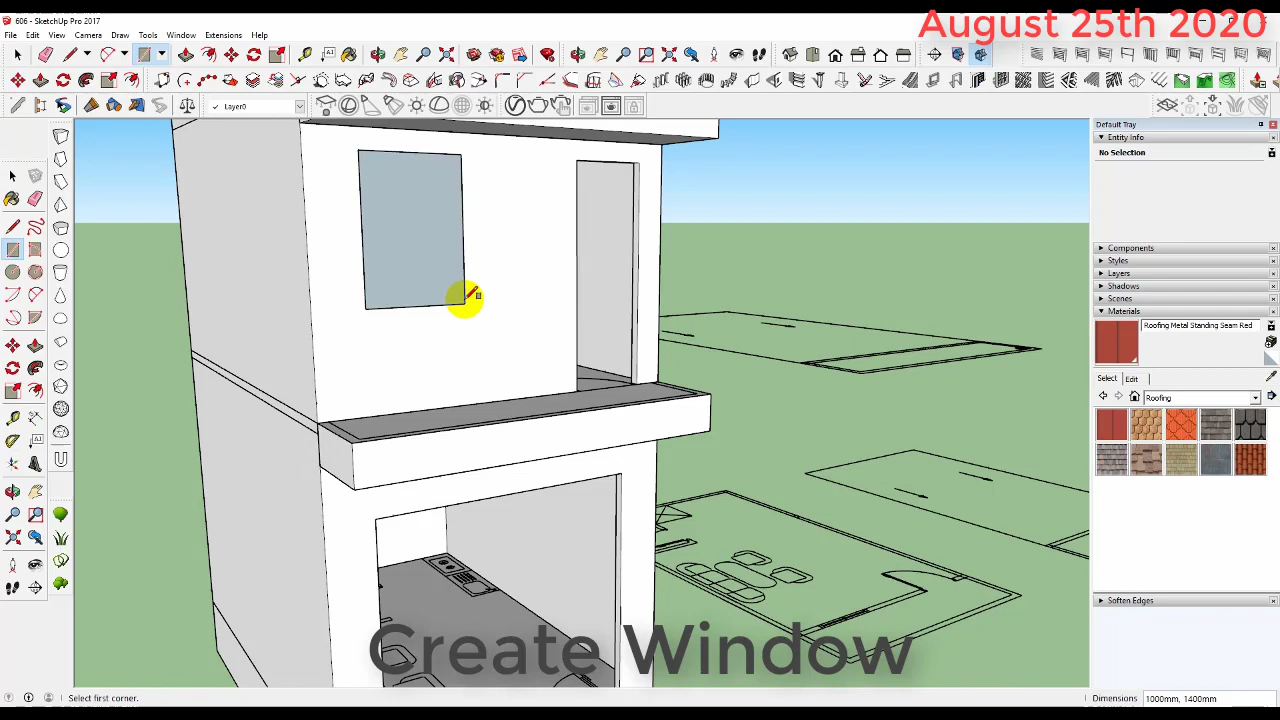 606 - SketchUp Pro 2017
August 25th 2020
File Edit View Camera Draw Tools Window Extensions Help
Layer0
Default Tray
Entity Info
No Selection
Components
Styles
Layers
Shadows
Scenes
Materials
Roofing Metal Standing Seam Red
Select Edit
Roofing
Soften Edges
Create Window
Select first corner.
Dimensions 1000mm, 1400mm